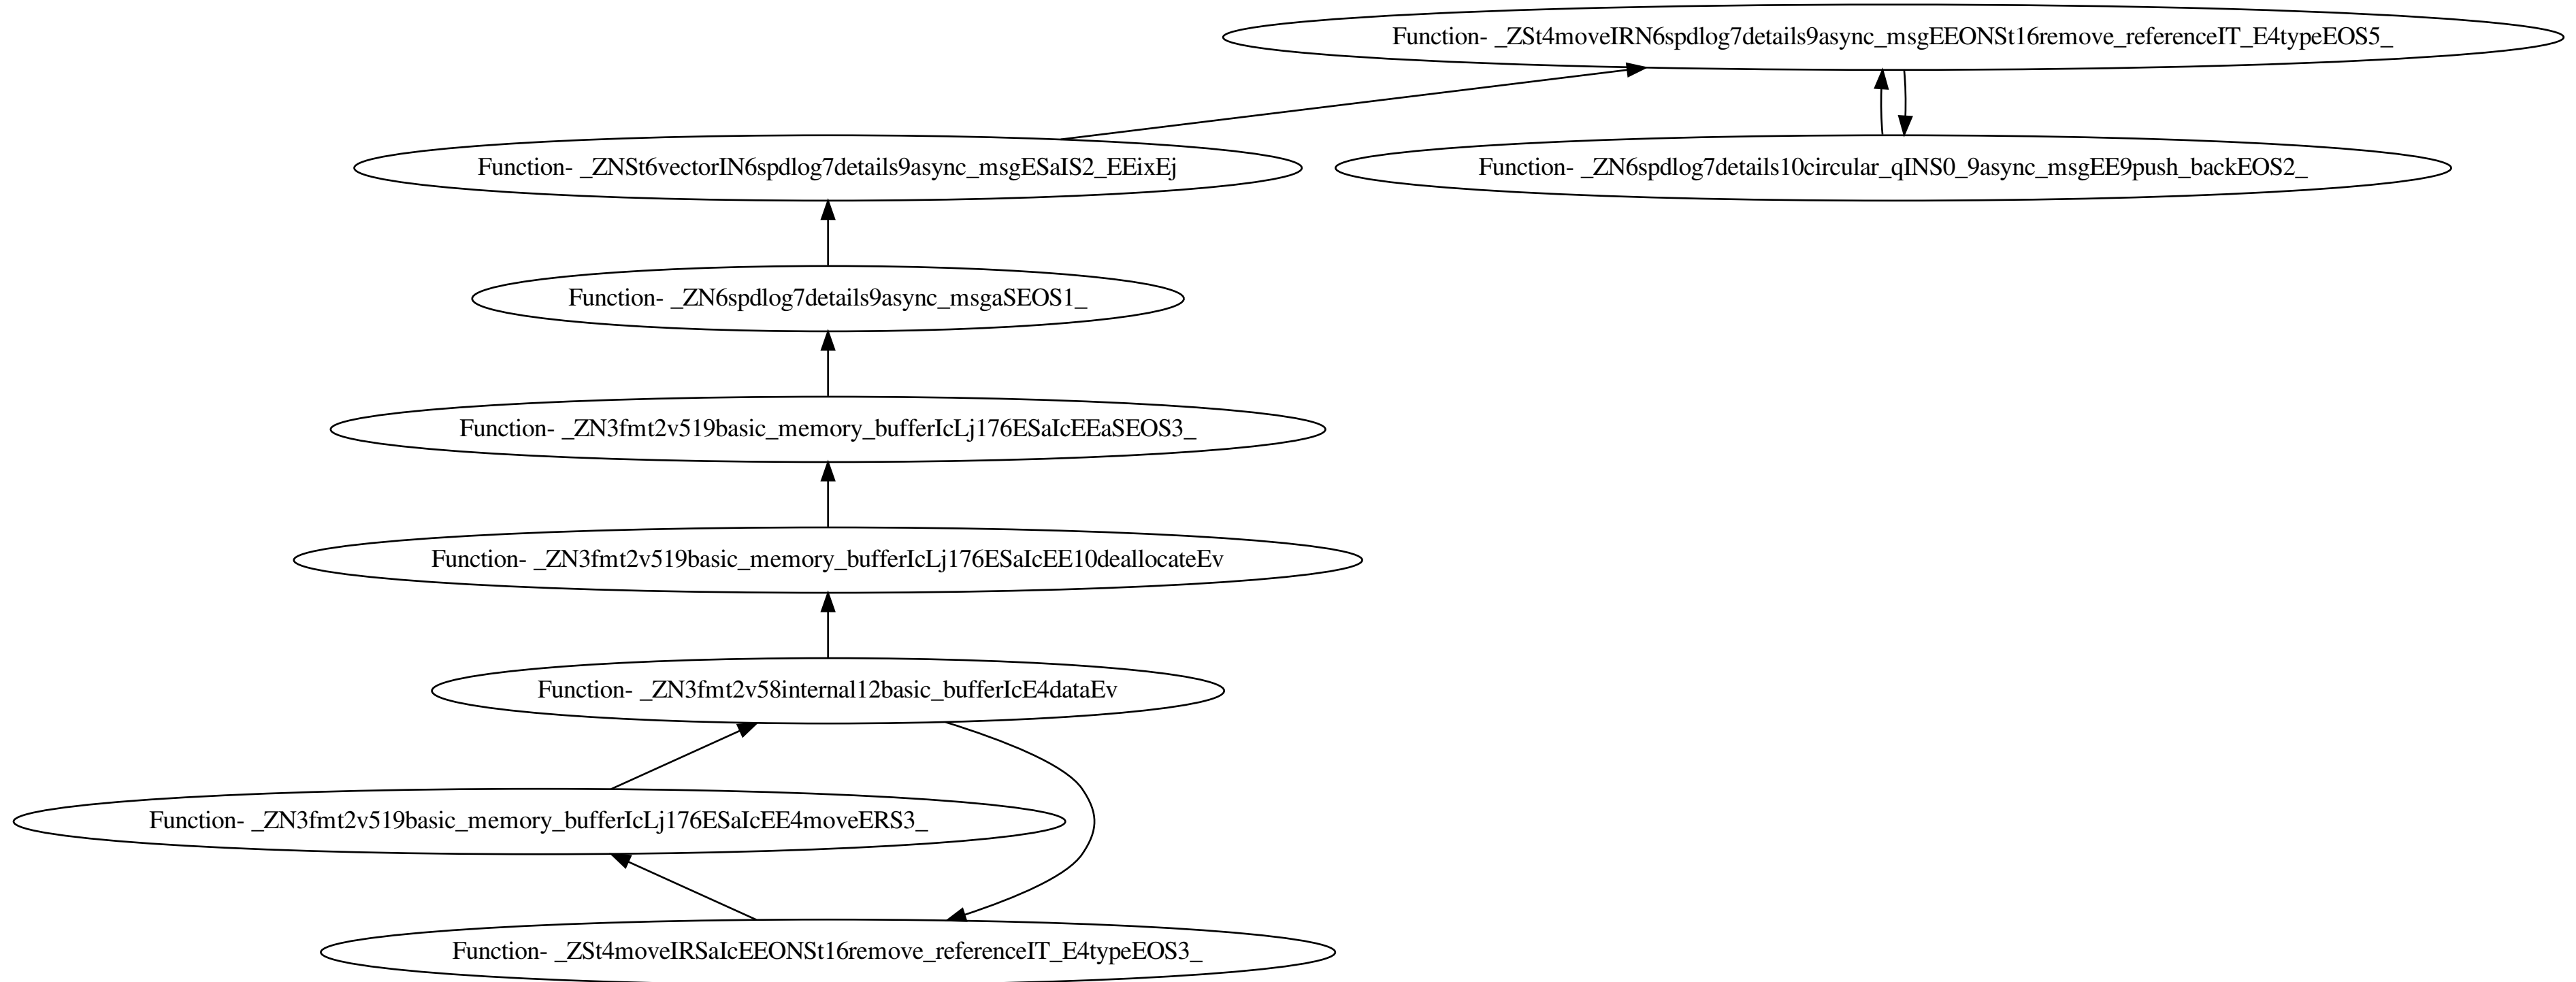 Function- _ZSt4moveIRN6spdlog7details9async_msgEEONSt16remove_referenceIT_E4typeEOS5_
Function- _ZNSt6vectorIN6spdlog7details9async_msgESaIS2_EEixEj
Function- _ZN6spdlog7details10circular_qINS0_9async_msgEE9push_backEOS2_
Function- _ZN6spdlog7details9async_msgaSEOS1_
Function- _ZN3fmt2v519basic_memory_bufferIcLj176ESaIcEEaSEOS3_
Function- _ZN3fmt2v519basic_memory_bufferIcLj176ESaIcEE10deallocateEv
Function- _ZN3fmt2v58internal12basic_bufferIcE4dataEv
Function- _ZN3fmt2v519basic_memory_bufferIcLj176ESaIcEE4moveERS3_
Function- _ZSt4moveIRSaIcEEONSt16remove_referenceIT_E4typeEOS3_